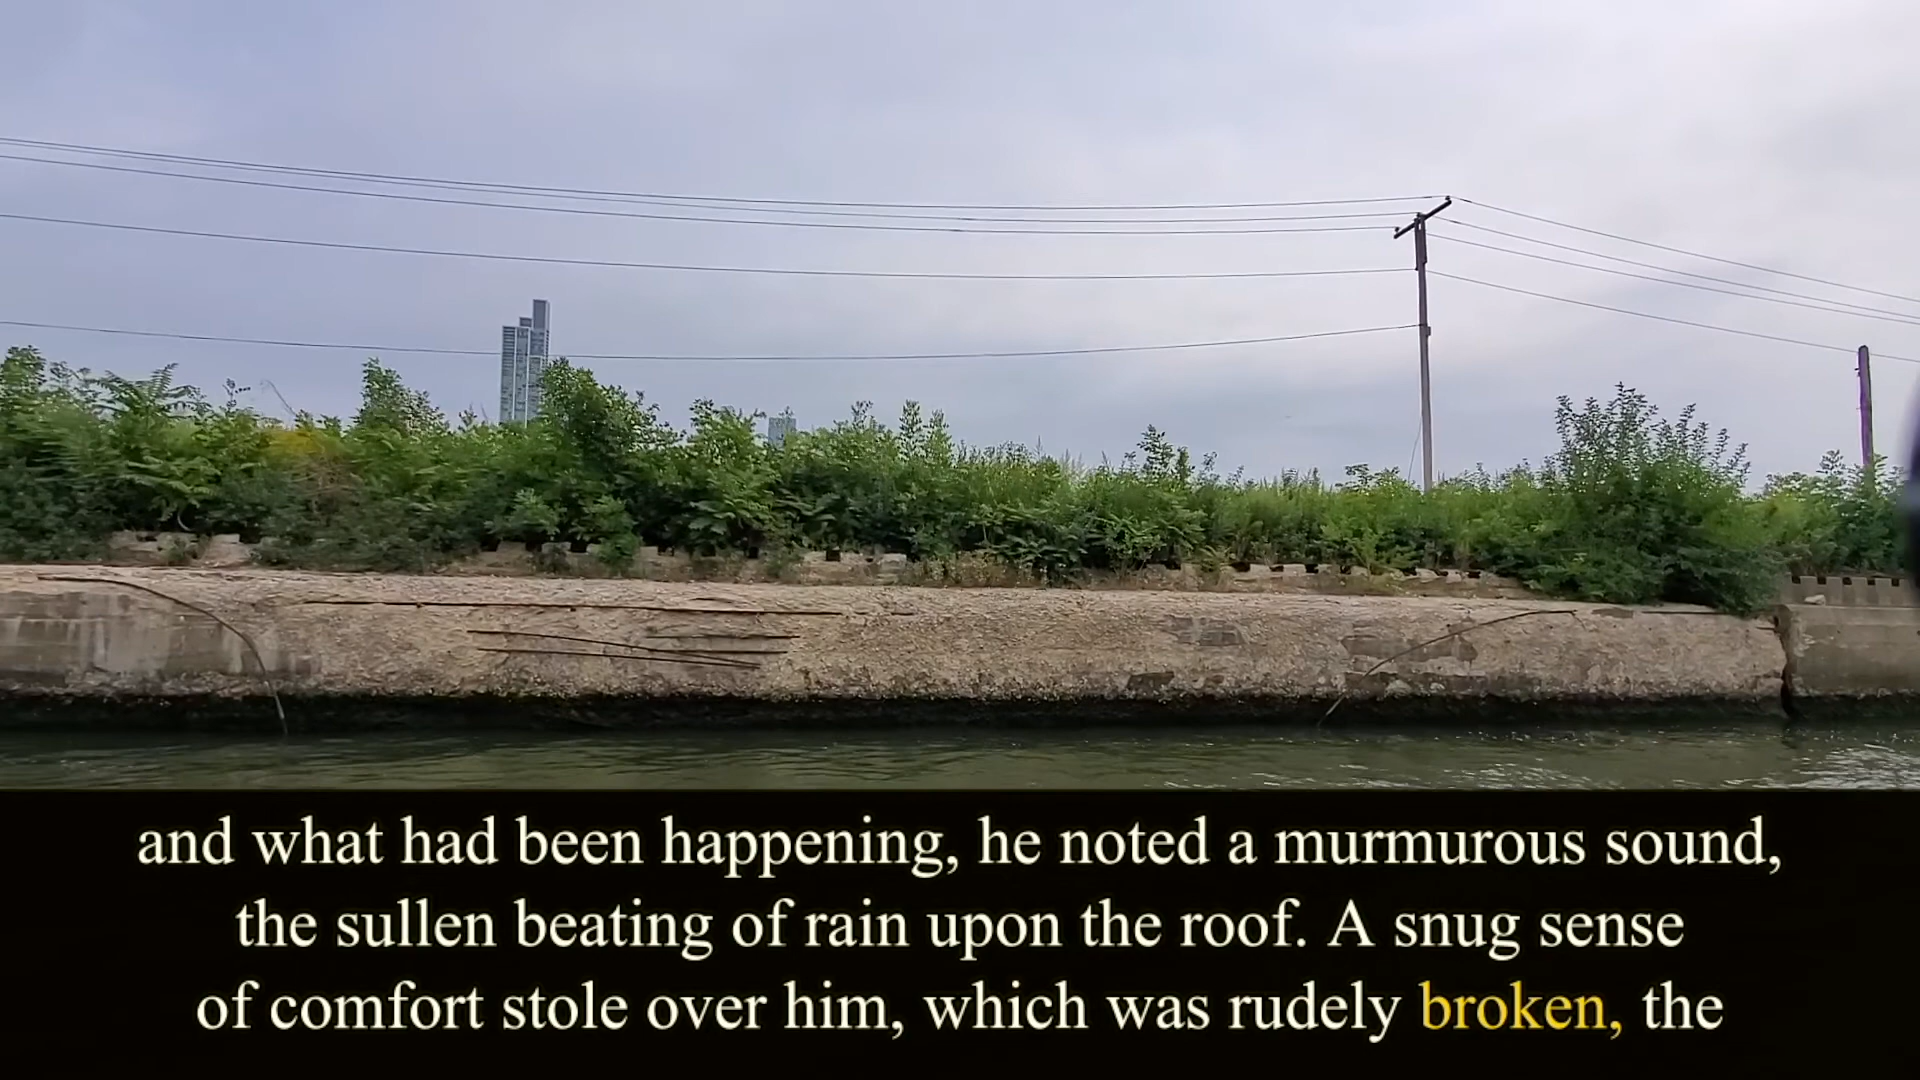 and what had been happening, he noted a murmurous sound,
the sullen beating of rain upon the roof. A snug sense
of comfort stole over him, which was rudely broken, the